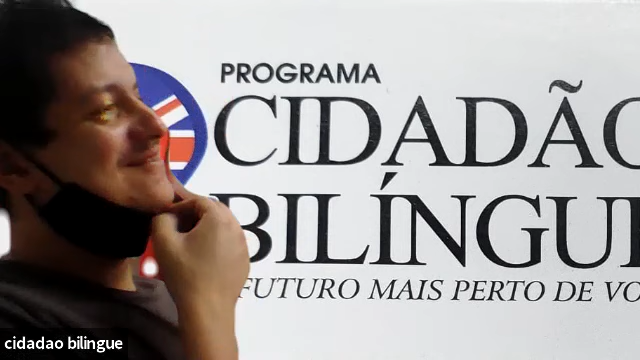 PROGRAMA
CIDADÃO
BILÍNGUE
FUTURO MAIS PERTO DE VO
cidadao bilingue